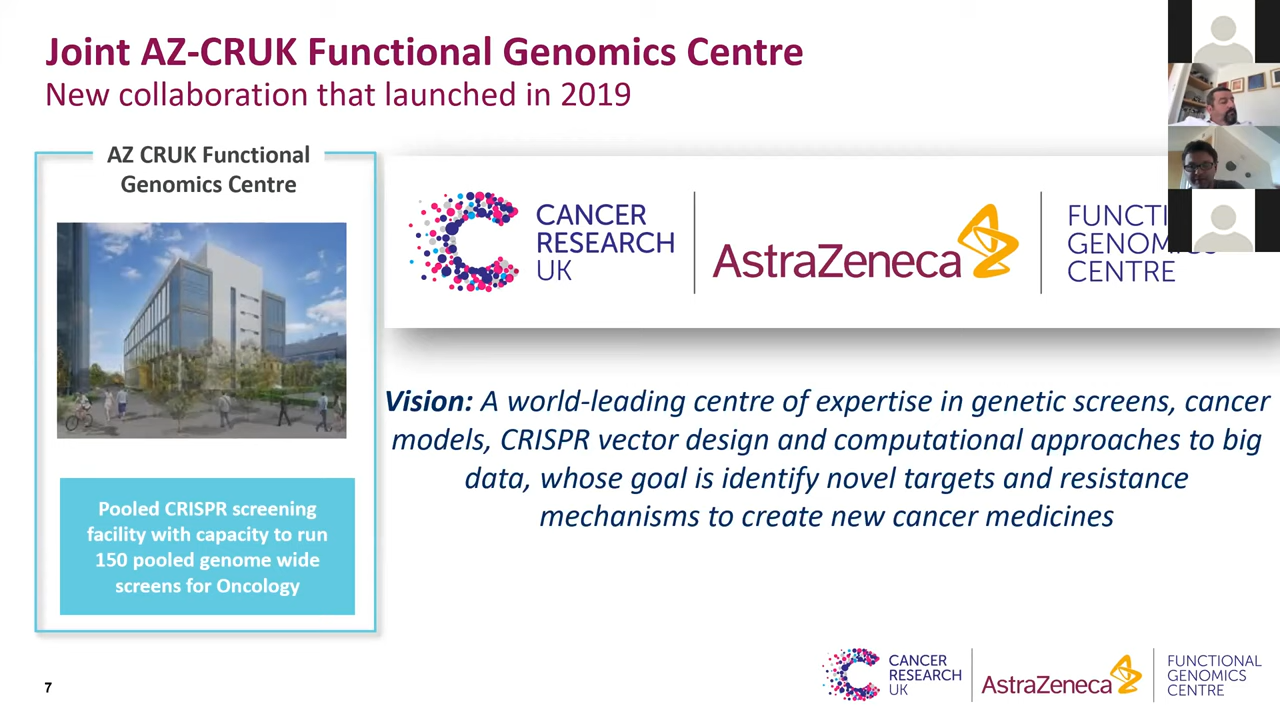 Joint AZ-CRUK Functional Genomics Centre
New collaboration that launched in 2019
AZ CRUK Functional
Genomics Centre
CANCER
RESEARCH
UK
AstraZeneca
FUNCTI
GENOM
CENTRE
Vision: A world-leading centre of expertise in genetic screens, cancer
models, CRISPR vector design and computational approaches to big
data, whose goal is identify novel targets and resistance
mechanisms to create new cancer medicines
Pooled CRISPR screening
facility with capacity to run
150 pooled genome wide
screens for Oncology
7
CANCER
RESEARCH
UK
AstraZeneca
FUNCTIONAL
GENOMICS
CENTRE